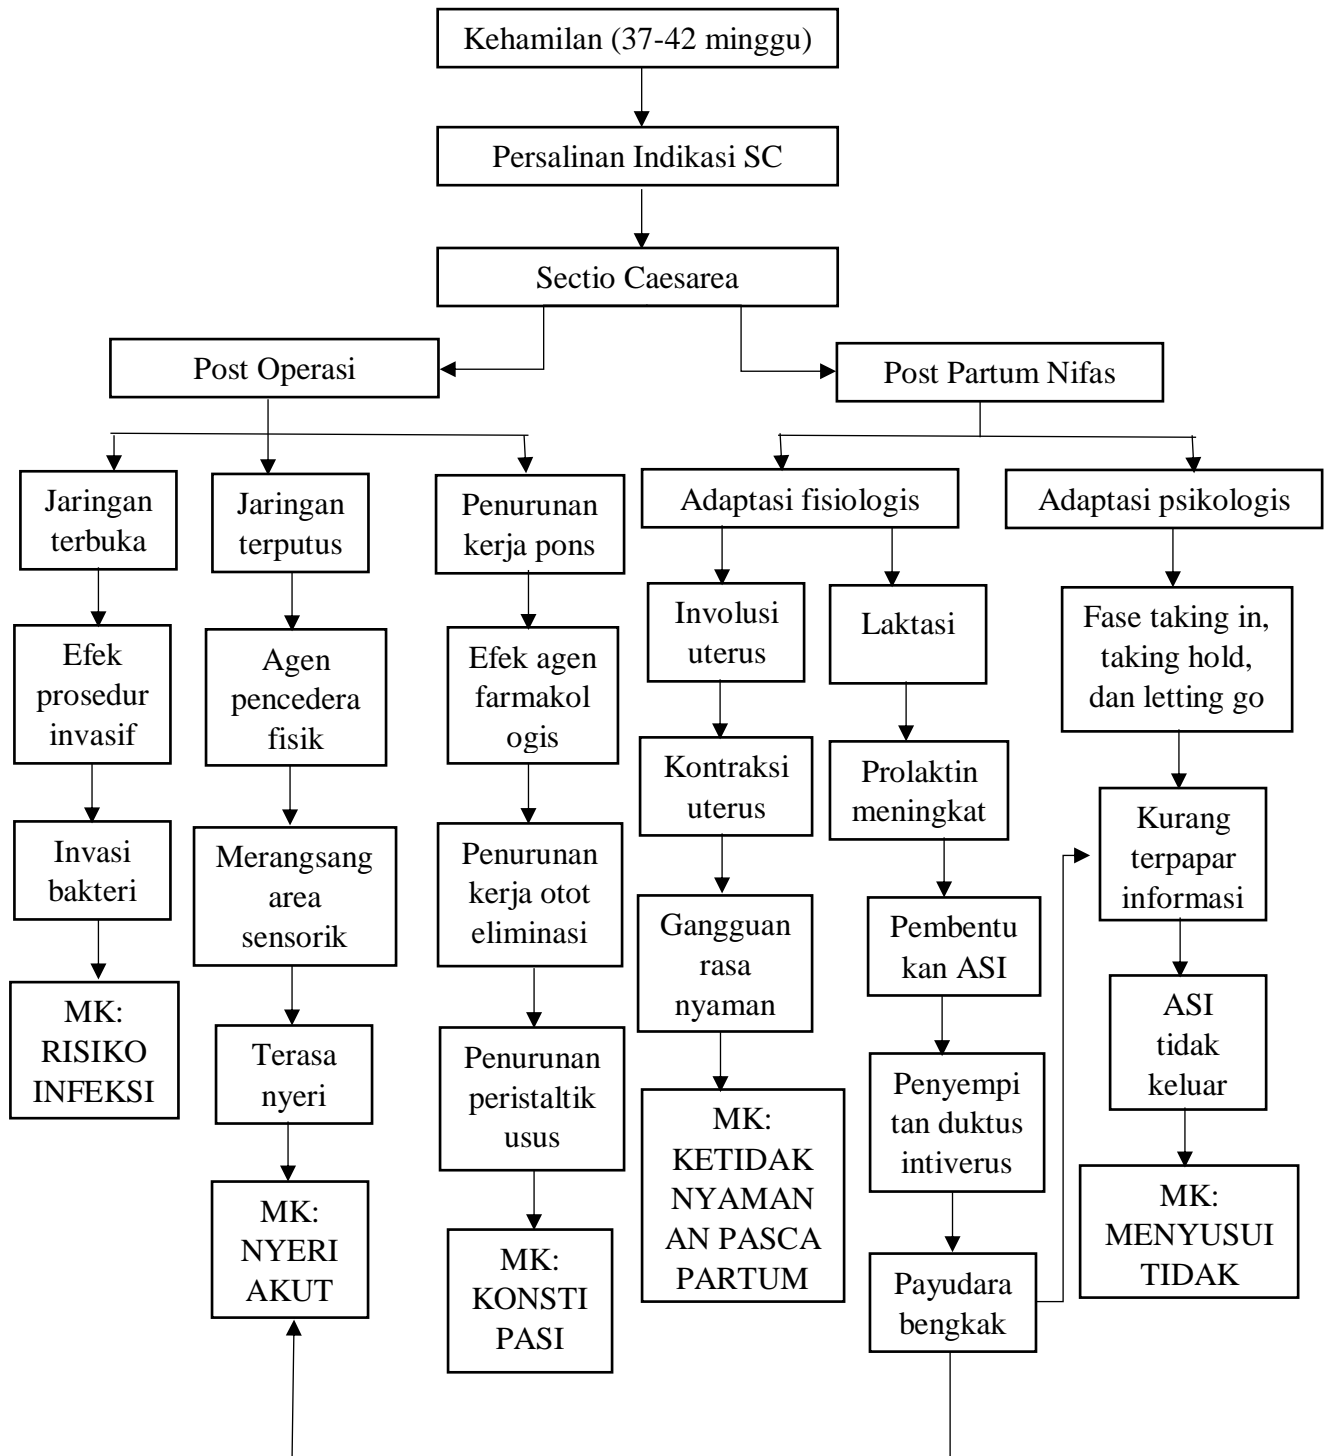 Kehamilan (37-42 minggu)
Persalinan Indikasi SC
Sectio Caesarea
Post Operasi
Post Partum Nifas
Jaringan
terbuka
Jaringan
terputus
Penurunan
kerja pons
Adaptasi fisiologis
Adaptasi psikologis
Efek
prosedur
invasif
Agen
pencedera
fisik
Efek agen
farmakol
ogis
Involusi
uterus
Laktasi
Fase taking in,
taking hold,
dan letting go
Invasi
bakteri
Merangsang
area
sensorik
Penurunan
kerja otot
eliminasi
Kontraksi
uterus
Prolaktin
meningkat
Kurang
terpapar
informasi
MK:
RISIKO
INFEKSI
Terasa
nyeri
Penurunan
peristaltik
usus
Gangguan
rasa
nyaman
Pembentu
kan ASI
ASI
tidak
keluar
MK:
NYERI
AKUT
MK:
KONSTI
PASI
MK:
KETIDAK
NYAMAN
AN PASCA
PARTUM
Penyempi
tan duktus
intiverus
Payudara
bengkak
MK:
MENYUSUI
TIDAK